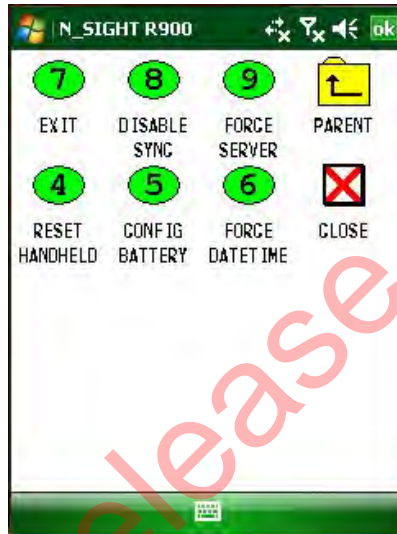 N_SIGHT R900 ok
7 8 9
EXIT DISABLE SYNC FORCE SERVER PARENT
4 5 6
RESET HANDHELD CONFIG BATTERY FORCE DATETIME CLOSE
elease